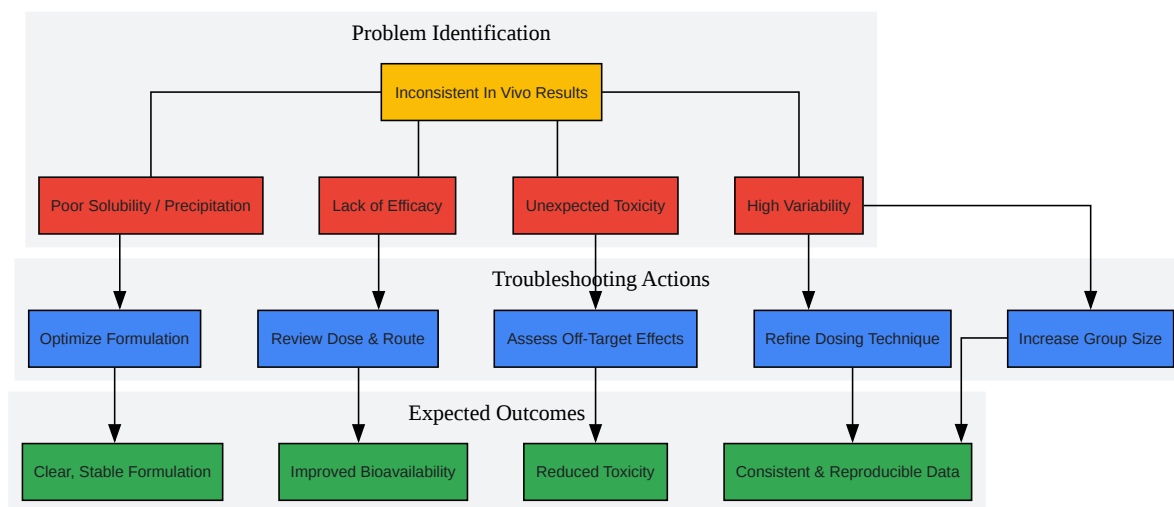 Problem Identification
Inconsistent In Vivo Results
Poor Solubility / Precipitation
Lack of Efficacy
Unexpected Toxicity
High Variability
Troubleshooting Actions
Optimize Formulation
Review Dose & Route
Assess Off-Target Effects
Refine Dosing Technique
Increase Group Size
Expected Outcomes
Clear, Stable Formulation
Improved Bioavailability
Reduced Toxicity
Consistent & Reproducible Data